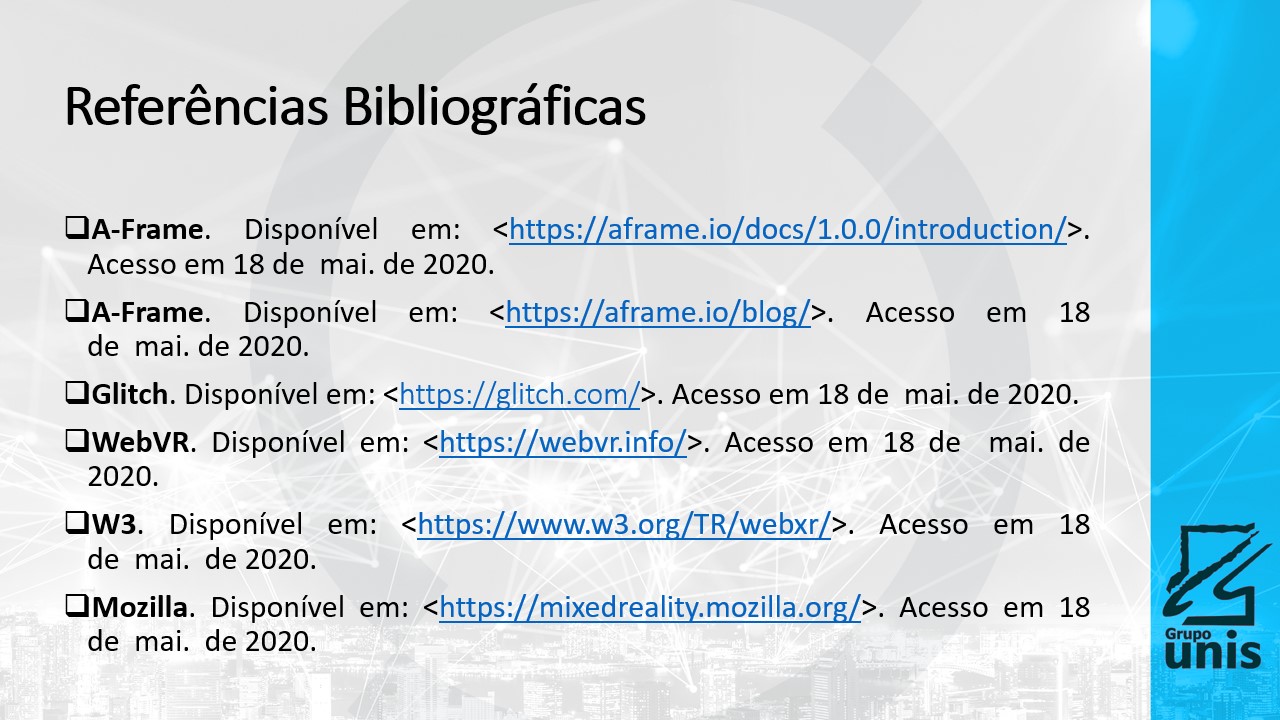 Referências Bibliográficas
❑A-Frame. Disponível em: <https://aframe.io/docs/1.0.0/introduction/>.
Acesso em 18 de  mai. de 2020.
❑A-Frame. Disponível em: <https://aframe.io/blog/>. Acesso em 18
de  mai. de 2020.
❑Glitch. Disponível em: <https://glitch.com/>. Acesso em 18 de  mai. de 2020.
❑WebVR. Disponível em: <https://webvr.info/>. Acesso em 18 de  mai. de
2020.
❑W3. Disponível em: <https://www.w3.org/TR/webxr/>. Acesso em 18
de  mai.  de 2020.
❑Mozilla. Disponível em: <https://mixedreality.mozilla.org/>. Acesso em 18
de  mai.  de 2020.
Grupo
unis